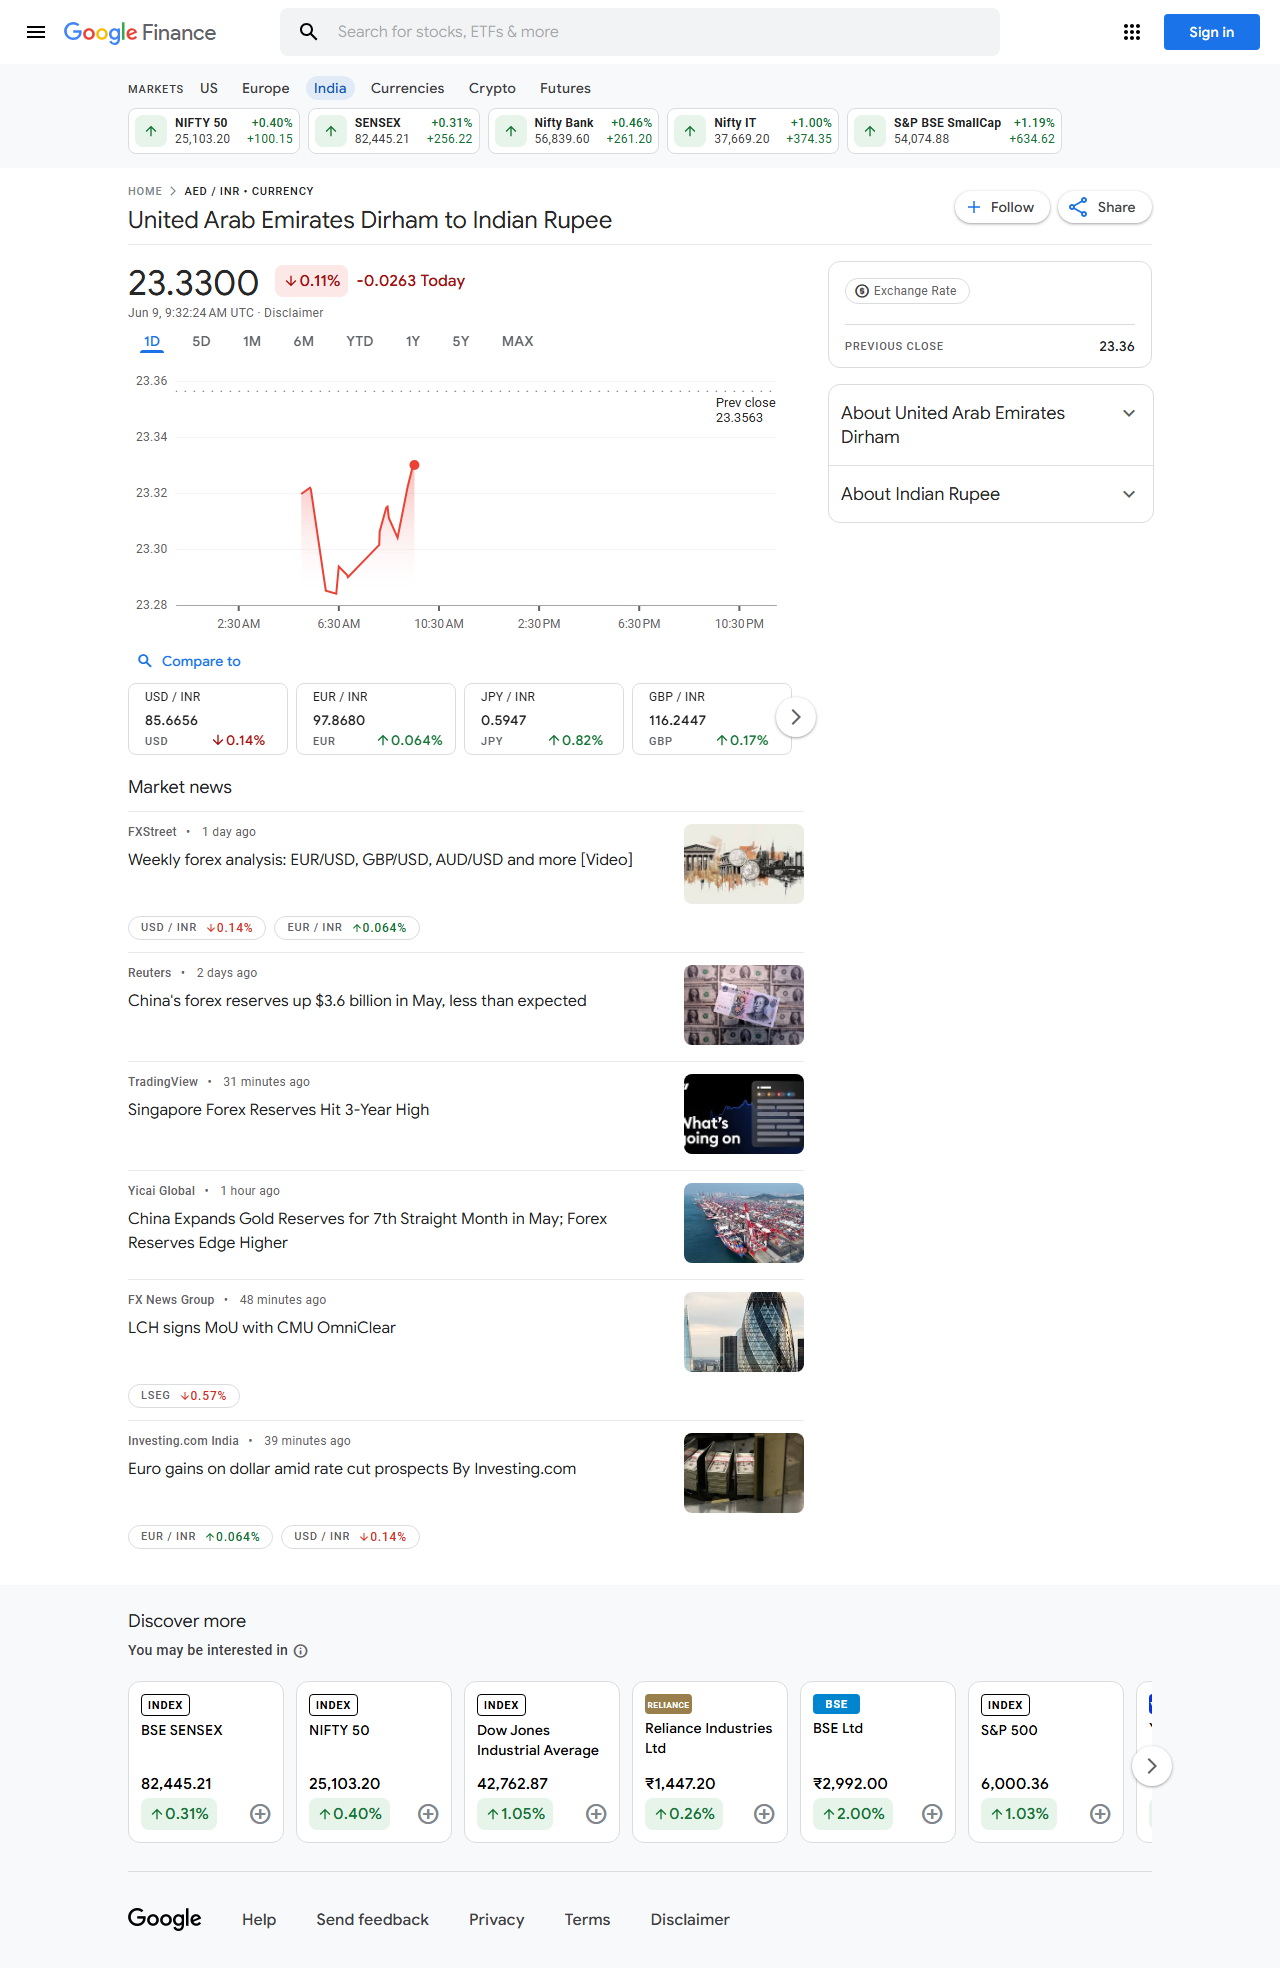 Google Finance
Search for stocks, ETFs & more
Sign in
MARKETS US Europe India Currencies Crypto Futures
NIFTY 50 +0.40%
25,103.20 +100.15
SENSEX +0.31%
82,445.21 +256.22
Nifty Bank +0.46%
56,839.60 +261.20
Nifty IT +1.00%
37,669.20 +374.35
S&P BSE SmallCap +1.19%
54,074.88 +634.62
HOME AED / INR • CURRENCY
United Arab Emirates Dirham to Indian Rupee
Follow
Share
23.3300 0.11% -0.0263 Today
Jun 9, 9:32:24 AM UTC · Disclaimer
1D 5D 1M 6M YTD 1Y 5Y MAX
23.36
Prev close
23.3563
23.34
23.32
23.30
23.28
2:30 AM 6:30 AM 10:30 AM 2:30 PM 6:30 PM 10:30 PM
Exchange Rate
PREVIOUS CLOSE 23.36
About United Arab Emirates
Dirham
About Indian Rupee
Compare to
USD / INR
85.6656
USD 0.14%
EUR / INR
97.8680
EUR 0.064%
JPY / INR
0.5947
JPY 0.82%
GBP / INR
116.2447
GBP 0.17%
Market news
FXStreet • 1 day ago
Weekly forex analysis: EUR/USD, GBP/USD, AUD/USD and more [Video]
USD / INR 0.14% EUR / INR 0.064%
Reuters • 2 days ago
China's forex reserves up $3.6 billion in May, less than expected
TradingView • 31 minutes ago
Singapore Forex Reserves Hit 3-Year High
What's
going on
Yicai Global • 1 hour ago
China Expands Gold Reserves for 7th Straight Month in May; Forex
Reserves Edge Higher
FX News Group • 48 minutes ago
LCH signs MoU with CMU OmniClear
LSEG 0.57%
Investing.com India • 39 minutes ago
Euro gains on dollar amid rate cut prospects By Investing.com
EUR / INR 0.064% USD / INR 0.14%
Discover more
You may be interested in
INDEX
BSE SENSEX
82,445.21
0.31%
INDEX
NIFTY 50
25,103.20
0.40%
INDEX
Dow Jones
Industrial Average
42,762.87
1.05%
RELIANCE
Reliance Industries
Ltd
₹1,447.20
0.26%
BSE
BSE Ltd
₹2,992.00
2.00%
INDEX
S&P 500
6,000.36
1.03%
Google Help Send feedback Privacy Terms Disclaimer